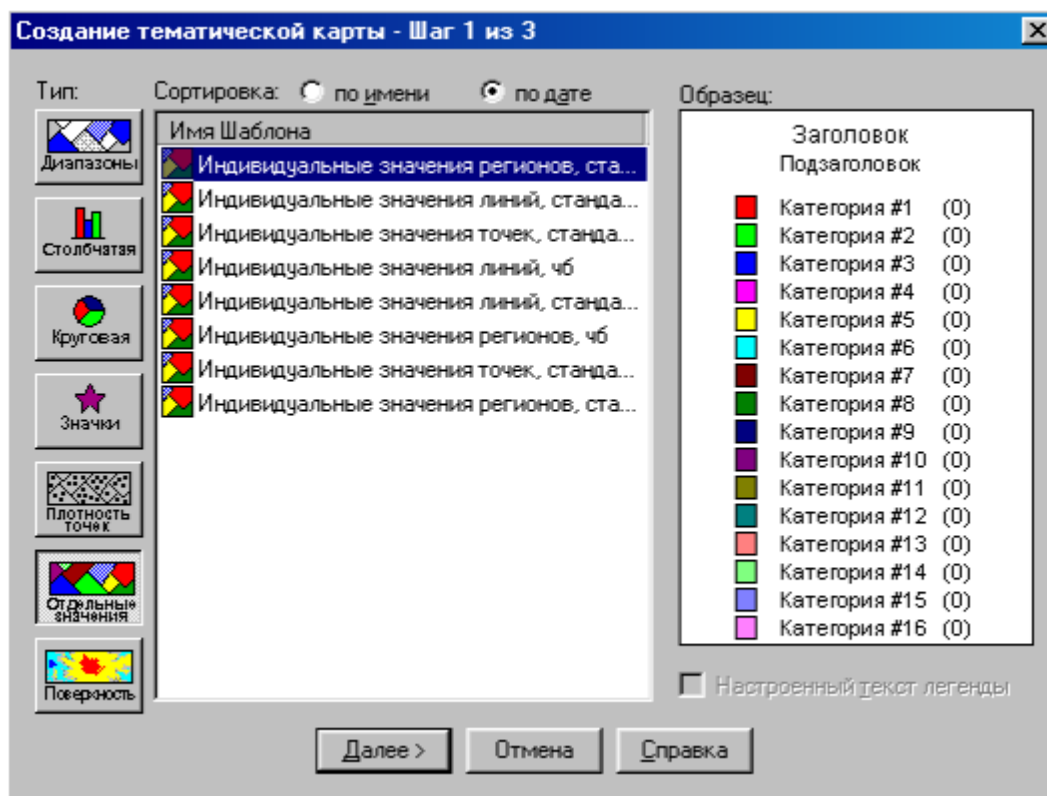 Создание тематической карты - Шаг 1 из 3
Тип:
Диапазоны
Столбчатая
Круговая
Значки
Плотность
точек
Отдельные
значения
Поверхность
Сортировка: по имени по дате
Имя Шаблона
Индивидуальные значения регионов, ста...
Индивидуальные значения линий, станда...
Индивидуальные значения точек, станда...
Индивидуальные значения линий, чб
Индивидуальные значения линий, станда...
Индивидуальные значения регионов, чб
Индивидуальные значения точек, станда...
Индивидуальные значения регионов, ста...
Образец:
Заголовок
Подзаголовок
Категория #1 (0)
Категория #2 (0)
Категория #3 (0)
Категория #4 (0)
Категория #5 (0)
Категория #6 (0)
Категория #7 (0)
Категория #8 (0)
Категория #9 (0)
Категория #10 (0)
Категория #11 (0)
Категория #12 (0)
Категория #13 (0)
Категория #14 (0)
Категория #15 (0)
Категория #16 (0)
Настроенный текст легенды
Далее > Отмена Справка